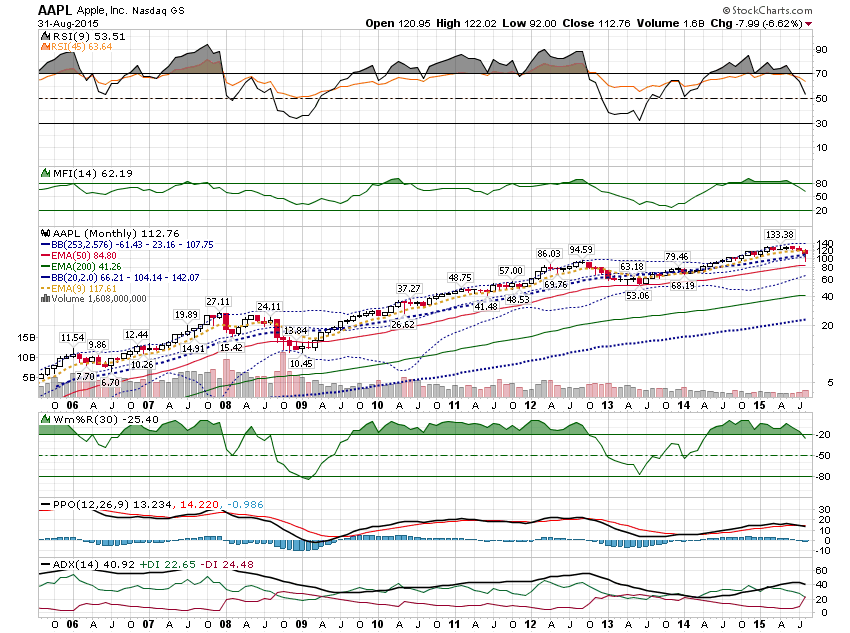 AAPL Apple, Inc. Nasdaq GS
© StockCharts.com
31-Aug-2015
Open 120.95 High 122.02 Low 92.00 Close 112.76 Volume 1.6B Chg -7.99 (-6.62%)
RSI(9) 53.51
RSI(45) 63.64
90
70
50
30
10
MFI(14) 62.19
80
50
20
AAPL (Monthly) 112.76
BB(253,2.576) -61.43 - 23.16 - 107.75
EMA(50) 84.80
EMA(200) 41.26
BB(20,2.0) 66.21 - 104.14 - 142.07
EMA(9) 117.61
Volume 1,608,000,000
133.38
94.59
86.03
79.46
63.18
57.00
48.75
37.27
27.11
24.11
19.89
13.84
12.44
11.54
9.86
69.76
68.19
53.06
48.53
41.48
26.62
15.42
14.91
10.45
10.26
7.70
6.70
140
120
100
80
60
40
20
5
15B
10B
5B
O 06 A J O 07 A J O 08 A J O 09 A J O 10 A J O 11 A J O 12 A J O 13 A J O 14 A J O 15 A J
Wm%R(30) -25.40
-20
-50
-80
PPO(12,26,9) 13.234, 14.220, -0.986
30
20
10
0
-10
ADX(14) 40.92 +DI 22.65 -DI 24.48
60
40
20
0
O 06 A J O 07 A J O 08 A J O 09 A J O 10 A J O 11 A J O 12 A J O 13 A J O 14 A J O 15 A J